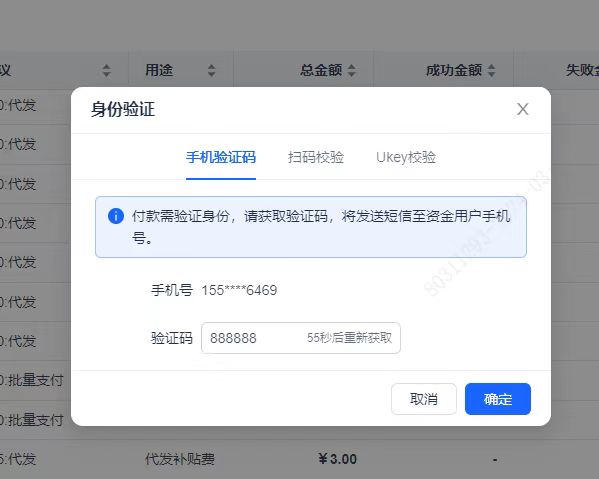 议 用途 总金额 成功金额 失败金
0:代发
身份验证
0:代发
手机验证码 扫码校验 Ukey校验
0:代发
付款需验证身份，请获取验证码，将发送短信至资金用户手机
号。
0:代发
0:代发
手机号 155****6469
0:代发
验证码 888888 55秒后重新获取
0:代发
0:批量支付
取消 确定
0:批量支付
5:代发 代发补贴费 ¥3.00 -